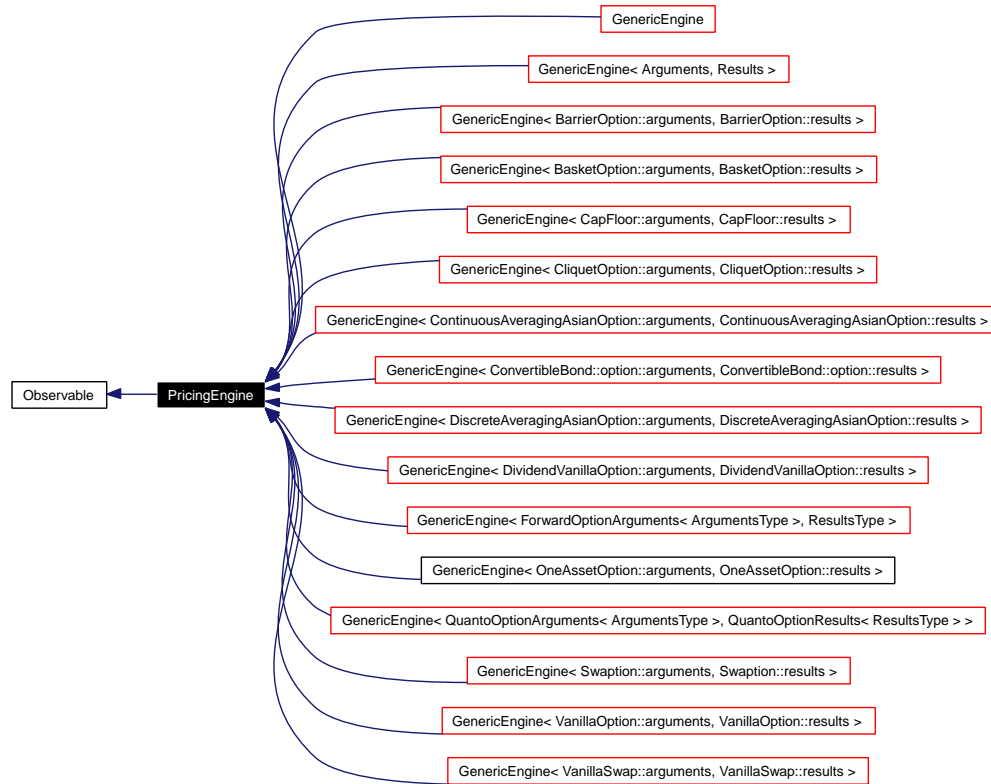 GenericEngine
GenericEngine< Arguments, Results >
GenericEngine< BarrierOption::arguments, BarrierOption::results >
GenericEngine< BasketOption::arguments, BasketOption::results >
GenericEngine< CapFloor::arguments, CapFloor::results >
GenericEngine< CliquetOption::arguments, CliquetOption::results >
GenericEngine< ContinuousAveragingAsianOption::arguments, ContinuousAveragingAsianOption::results >
GenericEngine< ConvertibleBond::option::arguments, ConvertibleBond::option::results >
Observable
PricingEngine
GenericEngine< DiscreteAveragingAsianOption::arguments, DiscreteAveragingAsianOption::results >
GenericEngine< DividendVanillaOption::arguments, DividendVanillaOption::results >
GenericEngine< ForwardOptionArguments< ArgumentsType >, ResultsType >
GenericEngine< OneAssetOption::arguments, OneAssetOption::results >
GenericEngine< QuantoOptionArguments< ArgumentsType >, QuantoOptionResults< ResultsType > >
GenericEngine< Swaption::arguments, Swaption::results >
GenericEngine< VanillaOption::arguments, VanillaOption::results >
GenericEngine< VanillaSwap::arguments, VanillaSwap::results >